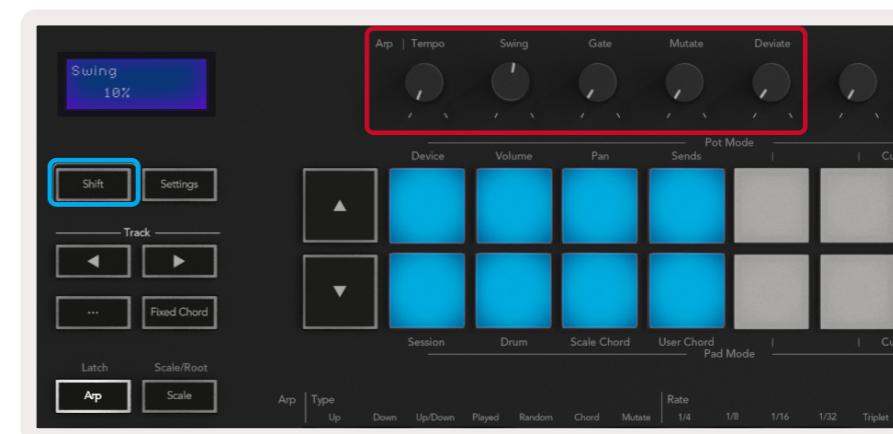 Swing
10%
Arp | Tempo Swing Gate Mutate Deviate
Pot Mode
Device Volume Pan Sends
Shift Settings
Track
... Fixed Chord
Session Drum Scale Chord User Chord
Pad Mode
Latch Scale/Root
Arp Scale
Arp Type Rate
Up Down Up/Down Played Random Chord Mutate 1/4 1/8 1/16 1/32 Triplet